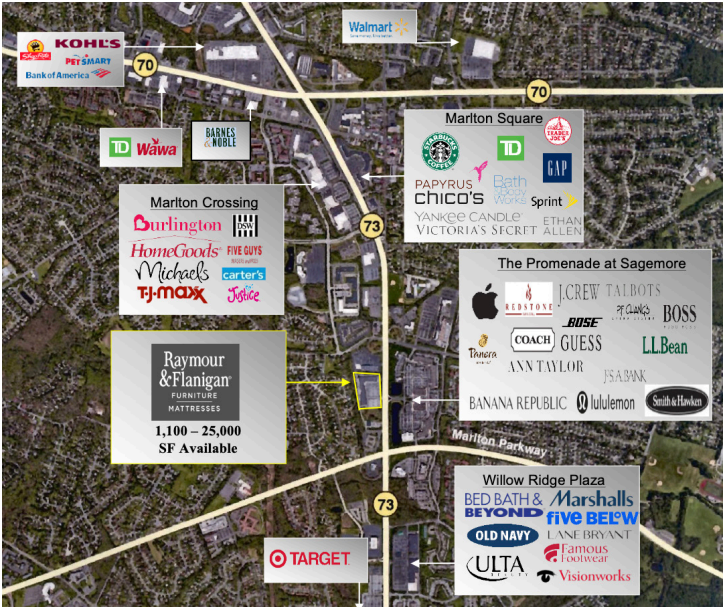 Walmart
KOHL'S
ShopRite
PETSMART
Bank of America
70
70
TD
Wawa
BARNES
&NOBLE
Marlton Square
STARBUCKS
COFFEE
TD
TRADER
JOE'S
GAP
PAPYRUS
Bath
&Body
Works
CHICO'S
Sprint
YANKEE CANDLE
VICTORIA'S SECRET
ETHAN
ALLEN
Marlton Crossing
Burlington
DSW
HomeGoods
FIVE GUYS
Michaels
carter's
T·J·maxx
Justice
73
The Promenade at Sagemore
REDSTONE
J.CREW
TALBOTS
P.F. CHANG'S
BOSS
HUGO BOSS
BOSE
Panera
BREAD
COACH
GUESS
L.L.Bean
ANN TAYLOR
J.S.A.BANK
BANANA REPUBLIC
lululemon
Smith & Hawken
Raymour
&Flanigan
FURNITURE
MATTRESSES
1,100 – 25,000
SF Available
Marlton Parkway
73
Willow Ridge Plaza
BED BATH &
BEYOND
Marshalls
five BELOW
OLD NAVY
LANE BRYANT
ULTA
BEAUTY
Famous
Footwear
Visionworks
TARGET